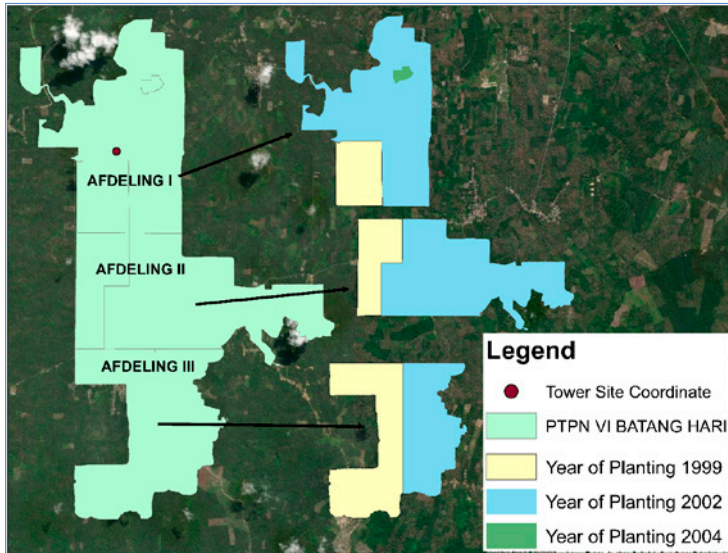 AFDELING I
AFDELING II
AFDELING III
Legend
Tower Site Coordinate
PTPN VI BATANG HARI
Year of Planting 1999
Year of Planting 2002
Year of Planting 2004